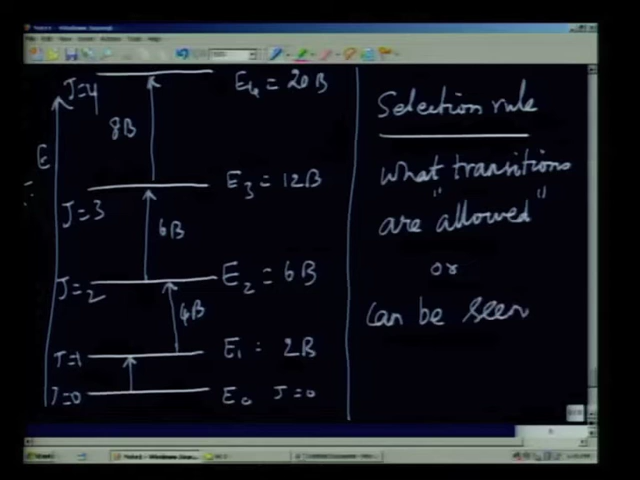 J=4
E₄ = 20B
8B
E
J=3
E₃ = 12B
6B
J=2
E₂ = 6B
4B
J=1
E₁ = 2B
J=0
E₀ J=0
Selection rule
what transitions
are "allowed"
or
can be seen